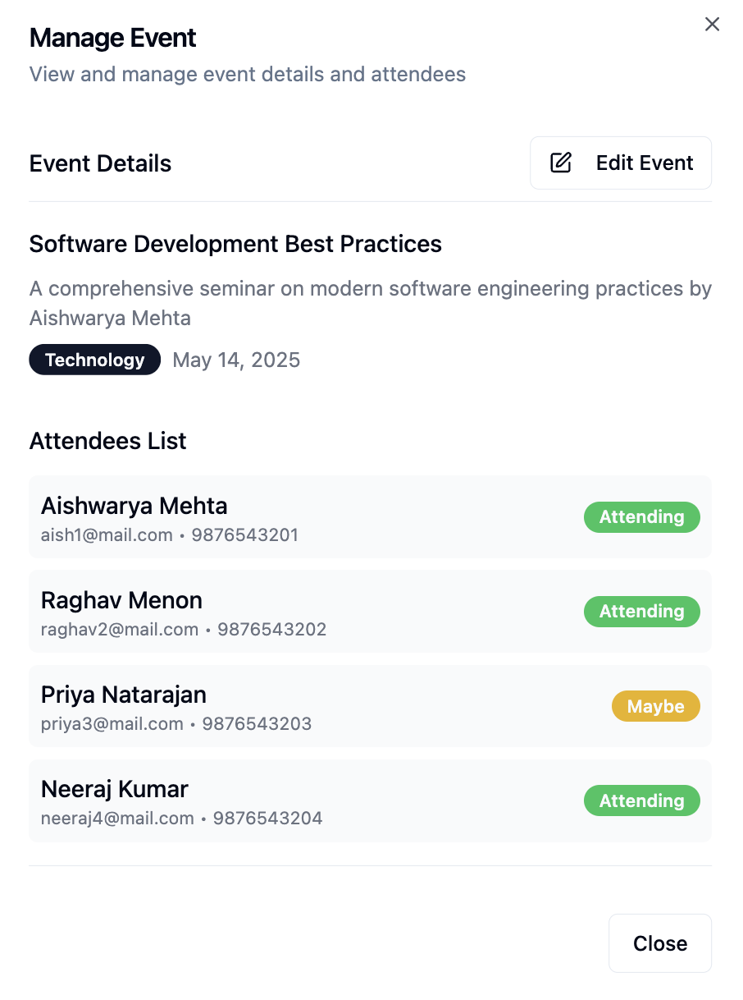 Manage Event
View and manage event details and attendees
Event Details
Edit Event
Software Development Best Practices
A comprehensive seminar on modern software engineering practices by
Aishwarya Mehta
Technology May 14, 2025
Attendees List
Aishwarya Mehta
aish1@mail.com • 9876543201
Attending
Raghav Menon
raghav2@mail.com • 9876543202
Attending
Priya Natarajan
priya3@mail.com • 9876543203
Maybe
Neeraj Kumar
neeraj4@mail.com • 9876543204
Attending
Close